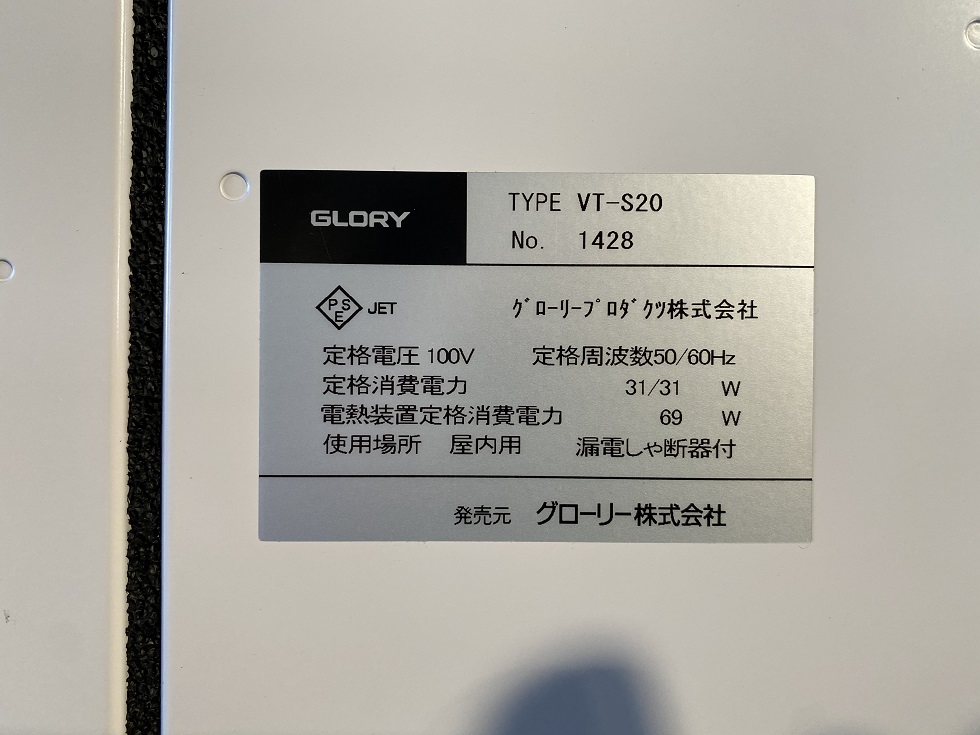 GLORY
TYPE VT-S20
No. 1428
PSE JET
グローリープロダクツ株式会社
定格電圧 100V 定格周波数50/60Hz
定格消費電力 31/31 W
電熱装置定格消費電力 69 W
使用場所 屋内用 漏電しゃ断器付
発売元 グローリー株式会社